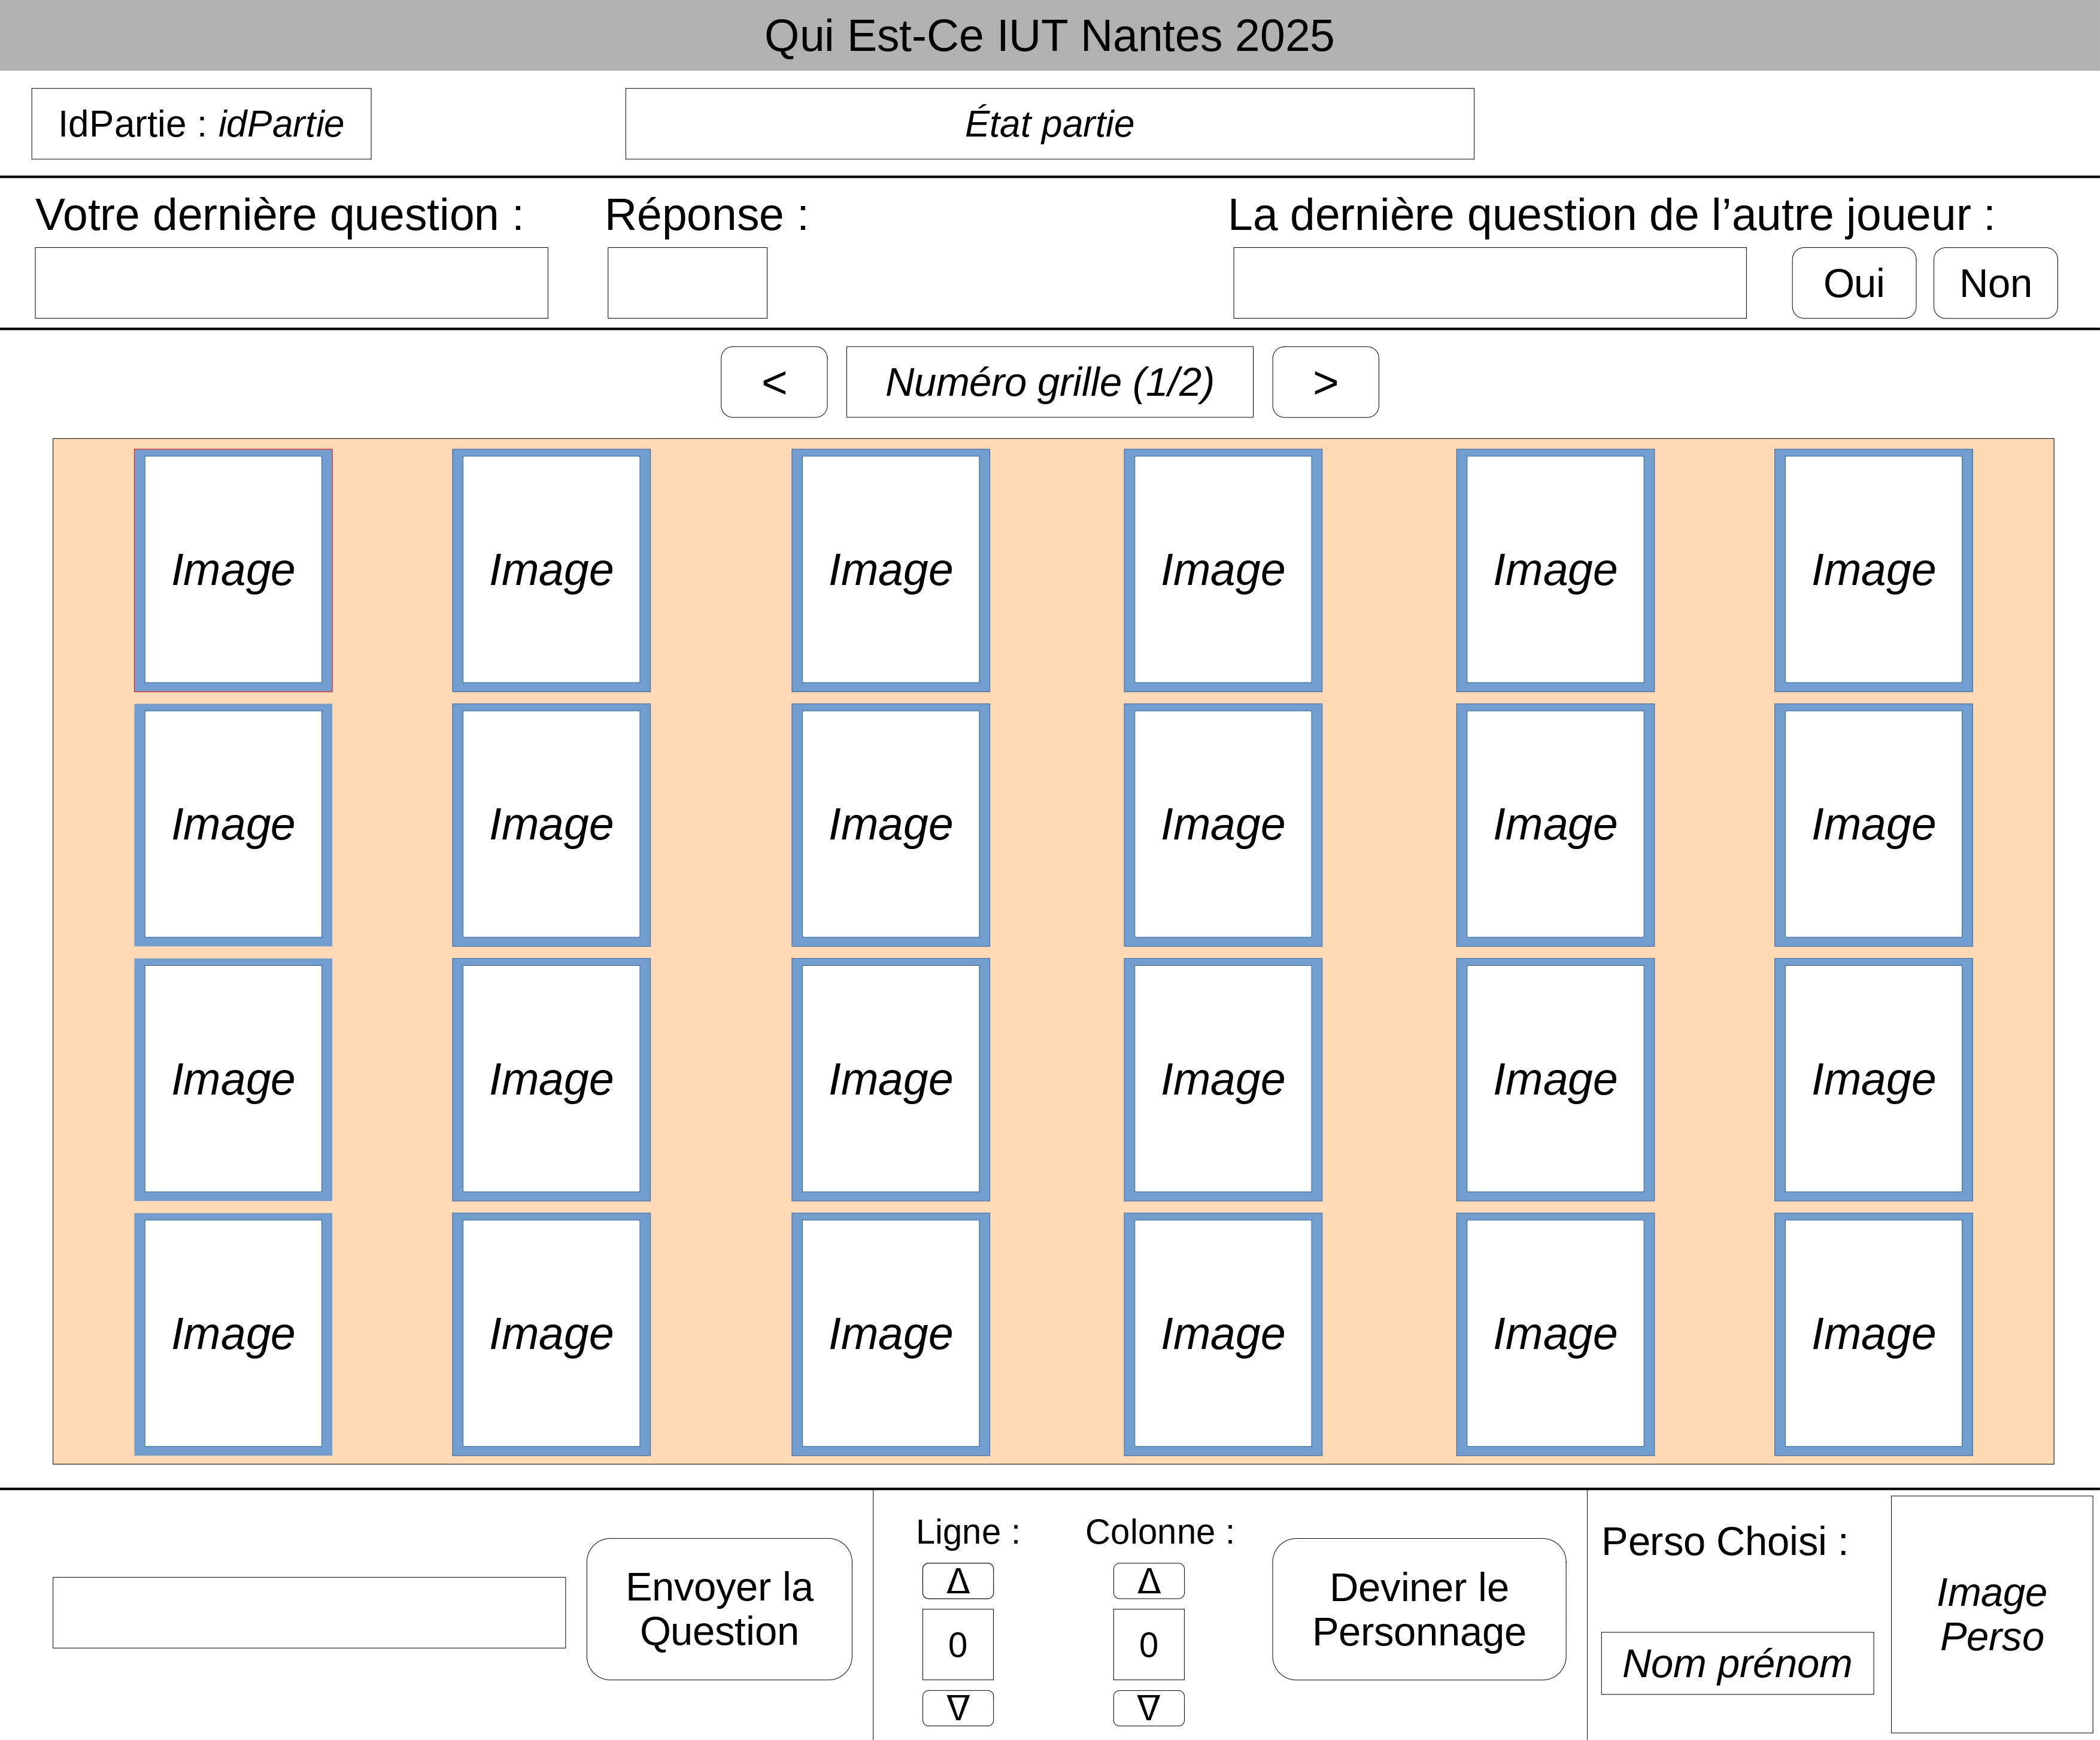 Qui Est-Ce IUT Nantes 2025
IdPartie : idPartie
État partie
Votre dernière question :
Réponse :
La dernière question de l’autre joueur :
Oui
Non
<
Numéro grille (1/2)
>
Image Image Image Image Image Image
Image Image Image Image Image Image
Image Image Image Image Image Image
Image Image Image Image Image Image
Envoyer la
Question
Ligne :
Δ
0
∇
Colonne :
Δ
0
∇
Deviner le
Personnage
Perso Choisi :
Nom prénom
Image
Perso